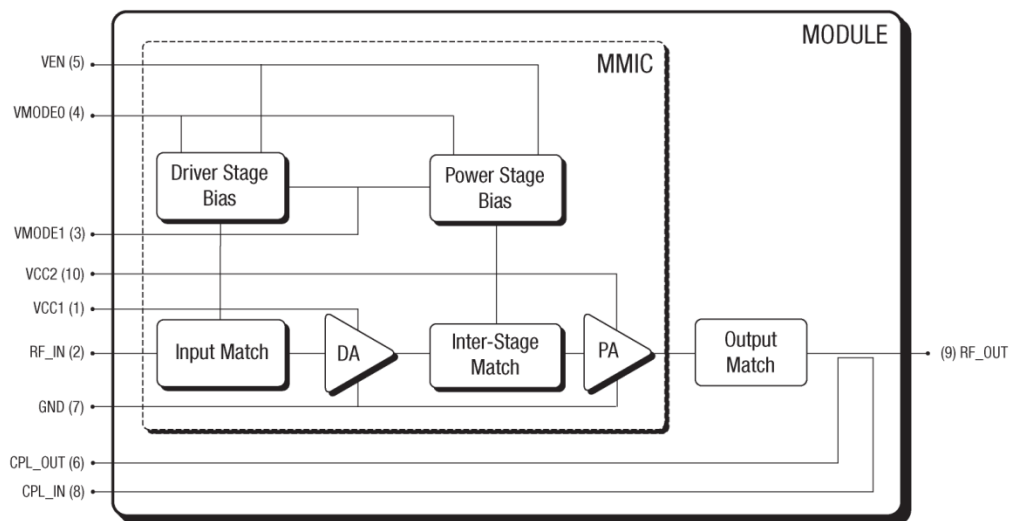 MODULE
MMIC
VEN (5)
VMODE0 (4)
Driver Stage
Bias
Power Stage
Bias
VMODE1 (3)
VCC2 (10)
VCC1 (1)
RF_IN (2)
Input Match
DA
Inter-Stage
Match
PA
Output
Match
(9) RF_OUT
GND (7)
CPL_OUT (6)
CPL_IN (8)